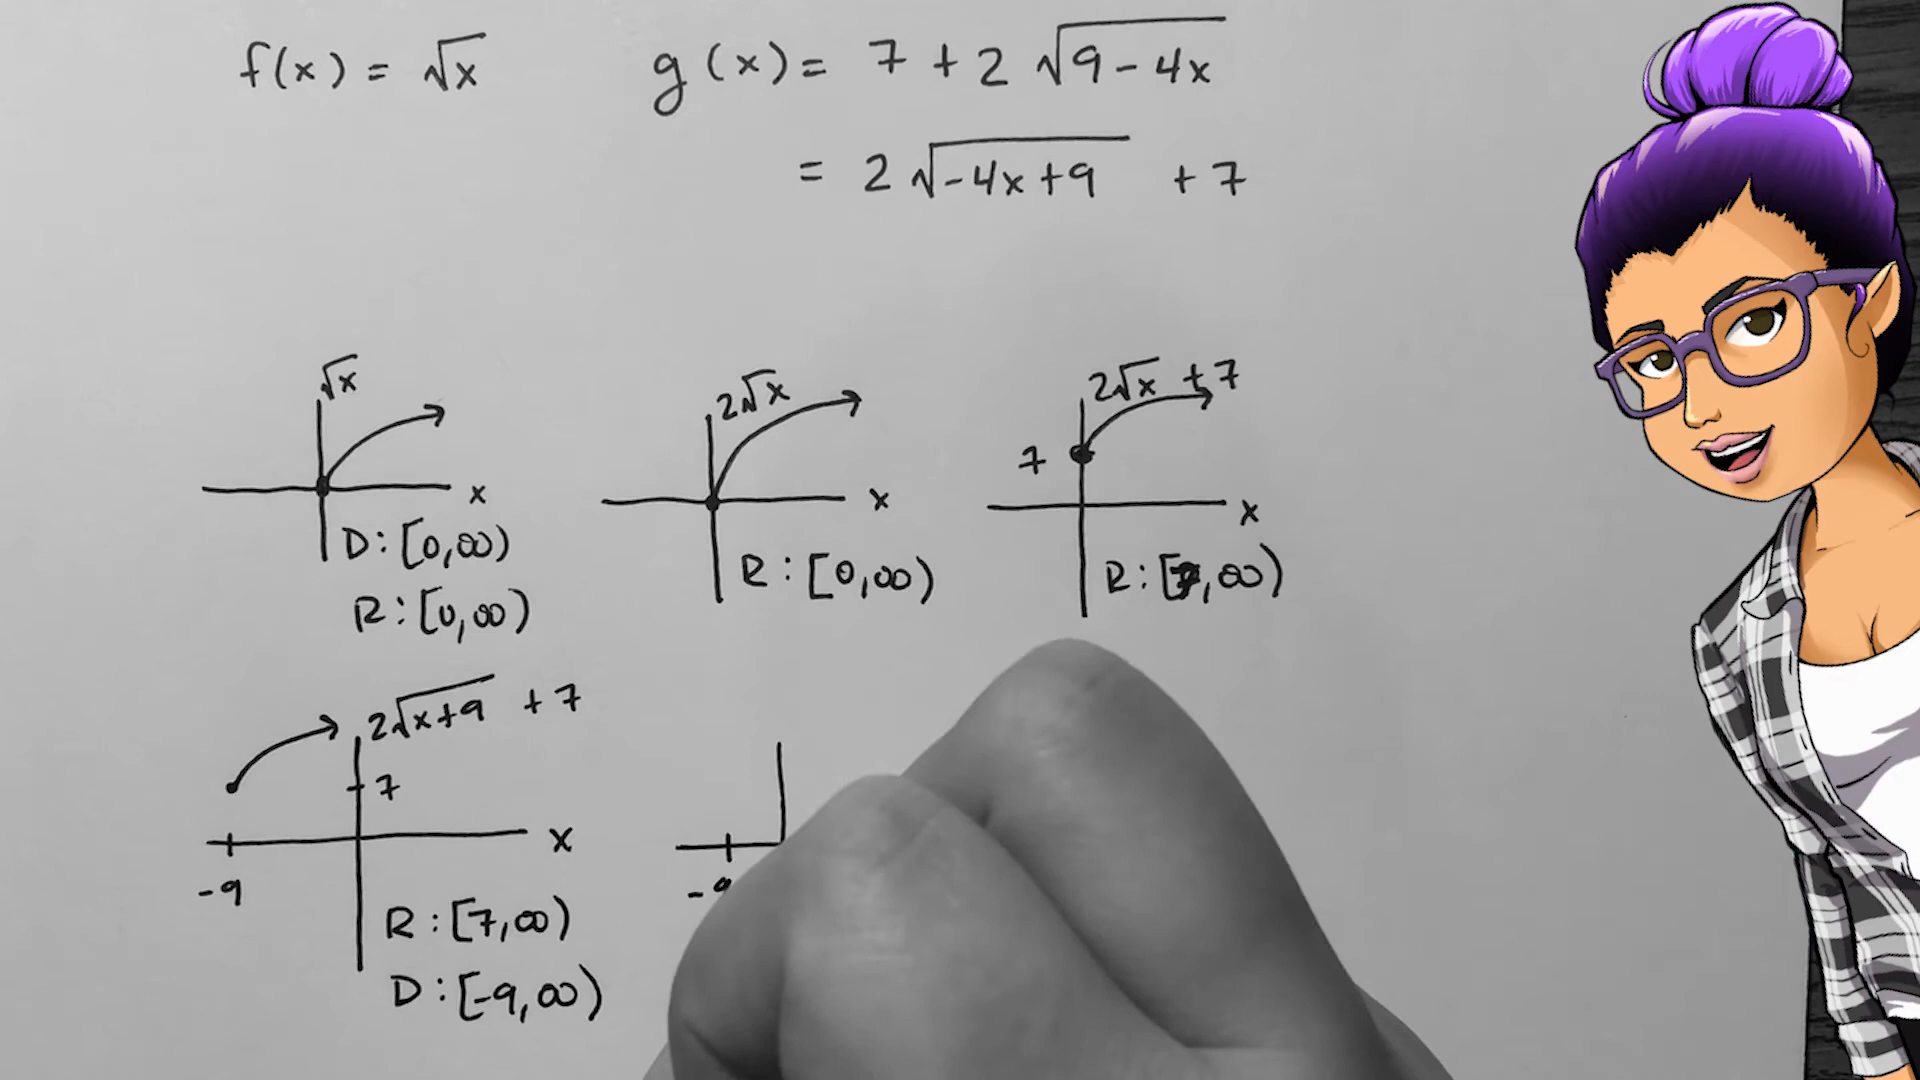 f(x) = √x
g(x) = 7 + 2 √9 - 4x
= 2 √-4x + 9 + 7
√x
x
D: [0,∞)
R: [0,∞)
2√x
x
R: [0,∞)
2√x + 7
7
x
R: [7,∞)
2√x+9 + 7
7
x
-9
R: [7,∞)
D: [-9,∞)